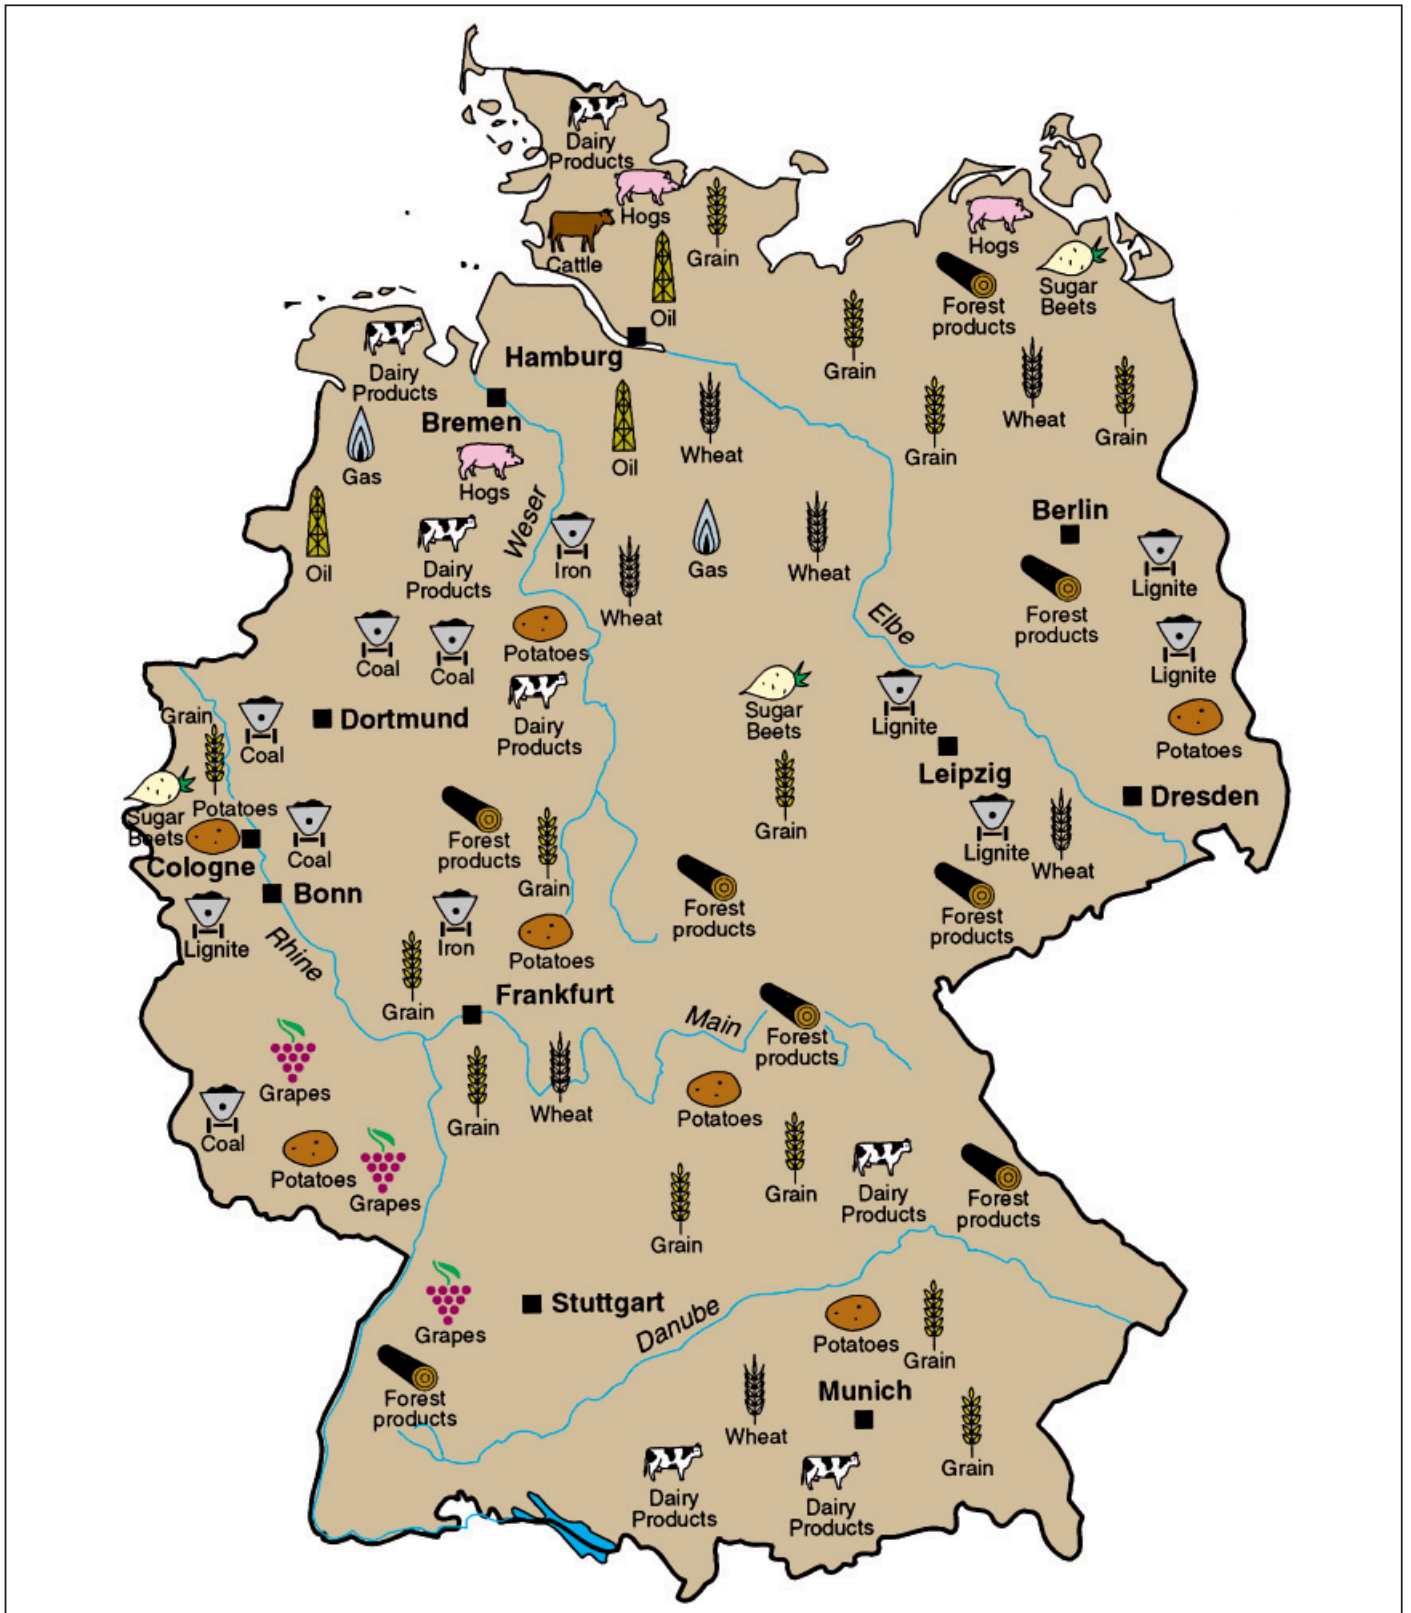 Dairy
Products
Hogs
Cattle
Grain
Oil
Hamburg
Hogs
Forest
products
Sugar
Beets
Grain
Wheat
Grain
Grain
Dairy
Products
Bremen
Gas
Hogs
Oil
Wheat
Weser
Oil
Dairy
Products
Iron
Wheat
Gas
Wheat
Berlin
Lignite
Forest
products
Elbe
Lignite
Potatoes
Coal
Coal
Potatoes
Dairy
Products
Sugar
Beets
Lignite
Leipzig
Dresden
Grain
Coal
Dortmund
Sugar
Beets
Potatoes
Cologne
Coal
Bonn
Forest
products
Grain
Grain
Lignite
Wheat
Forest
products
Forest
products
Lignite
Rhine
Iron
Potatoes
Grain
Frankfurt
Main
Forest
products
Grapes
Coal
Potatoes
Grapes
Grain
Wheat
Potatoes
Grain
Dairy
Products
Forest
products
Grain
Grapes
Stuttgart
Danube
Potatoes
Grain
Forest
products
Wheat
Munich
Grain
Dairy
Products
Dairy
Products